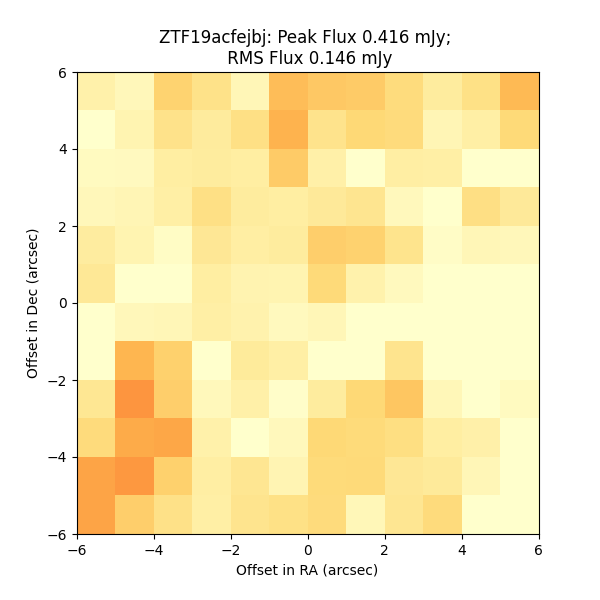 ZTF19acfejbj: Peak Flux 0.416 mJy;
RMS Flux 0.146 mJy
6
4
2
0
−2
−4
−6
Offset in Dec (arcsec)
−6 −4 −2 0 2 4 6
Offset in RA (arcsec)